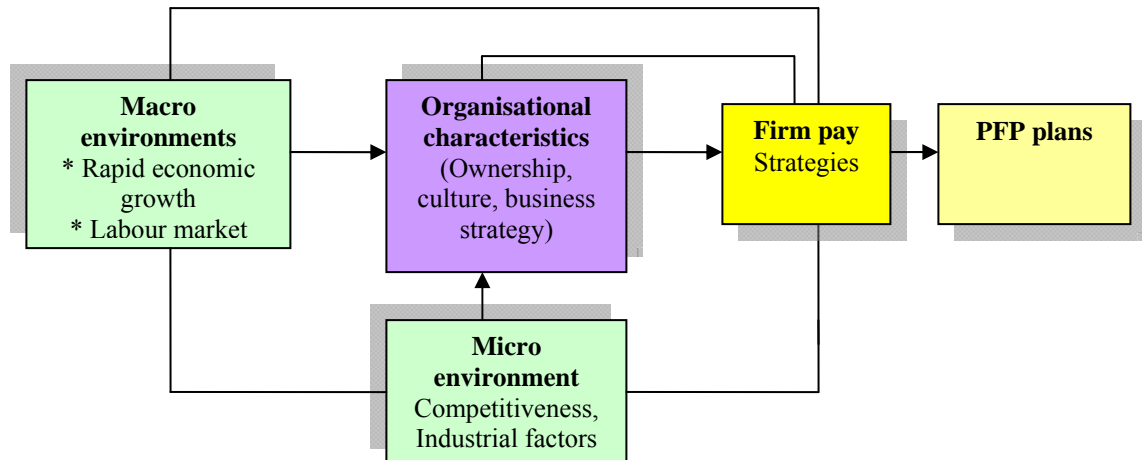 Macro
environments
* Rapid economic
growth
* Labour market
Organisational
characteristics
(Ownership,
culture, business
strategy)
Firm pay
Strategies
PFP plans
Micro
environment
Competitiveness,
Industrial factors